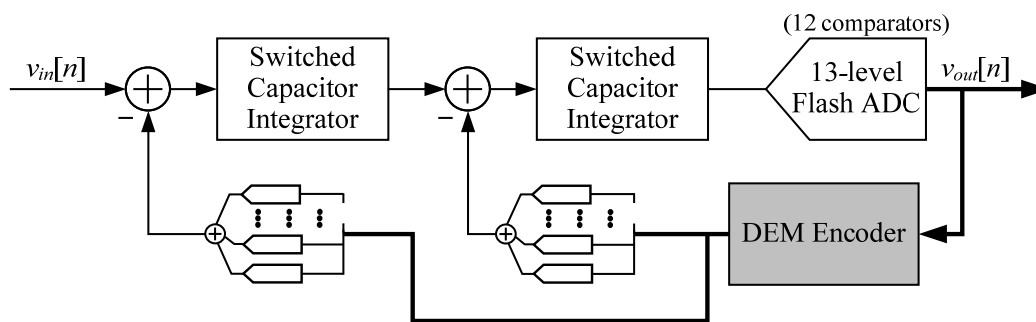 (12 comparators)
v_in[n]
+
−
Switched
Capacitor
Integrator
+
−
Switched
Capacitor
Integrator
13-level
Flash ADC
v_out[n]
+
+
DEM Encoder